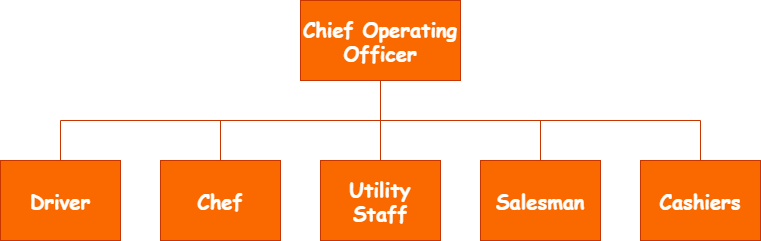 Chief Operating
Officer
Driver
Chef
Utility
Staff
Salesman
Cashiers